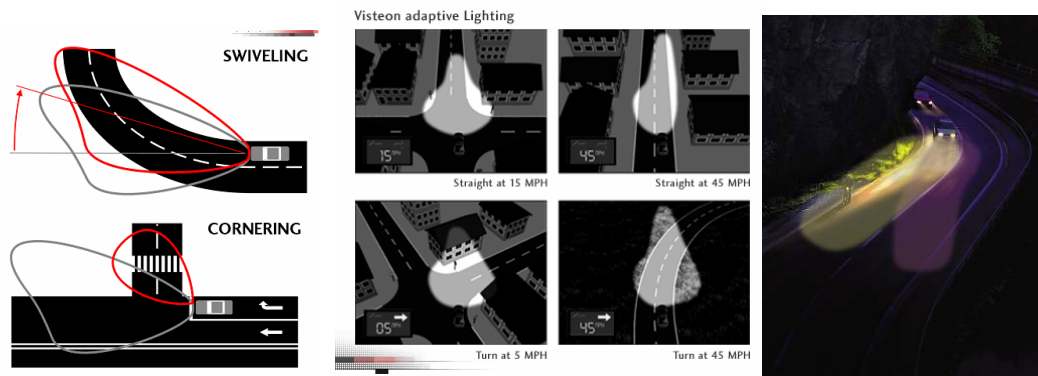 SWIVELING
CORNERING
Visteon adaptive Lighting
15 MPH
Straight at 15 MPH
45 MPH
Straight at 45 MPH
05 MPH
Turn at 5 MPH
45 MPH
Turn at 45 MPH